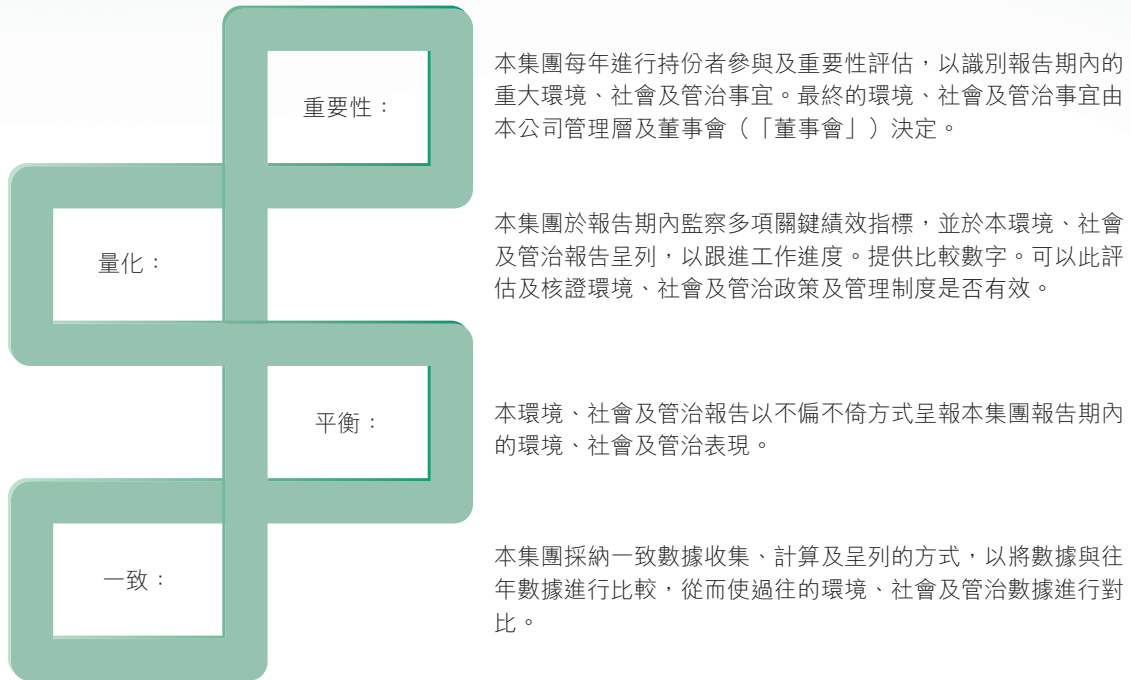 重要性：
本集團每年進行持份者參與及重要性評估，以識別報告期內的
重大環境、社會及管治事宜。最終的環境、社會及管治事宜由
本公司管理層及董事會（「董事會」）決定。
量化：
本集團於報告期內監察多項關鍵績效指標，並於本環境、社會
及管治報告呈列，以跟進工作進度。提供比較數字。可以此評
估及核證環境、社會及管治政策及管理制度是否有效。
平衡：
本環境、社會及管治報告以不偏不倚方式呈報本集團報告期內
的環境、社會及管治表現。
一致：
本集團採納一致數據收集、計算及呈列的方式，以將數據與往
年數據進行比較，從而使過往的環境、社會及管治數據進行對
比。